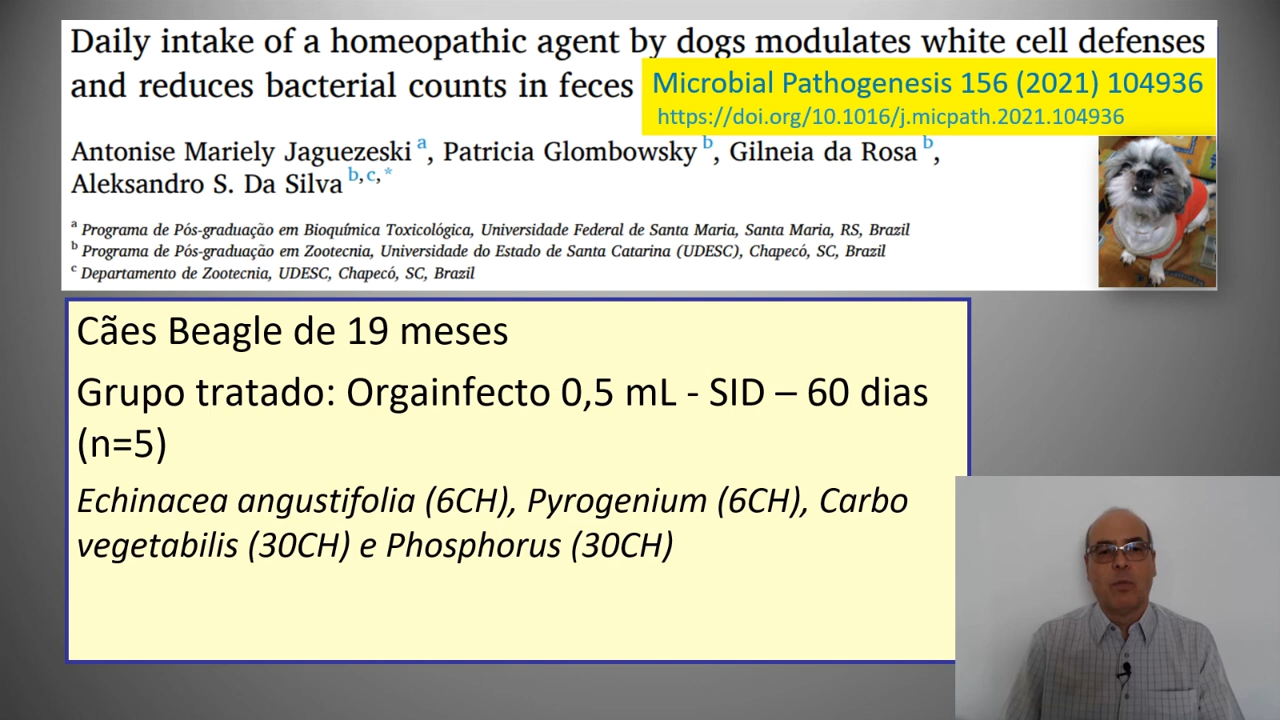 Daily intake of a homeopathic agent by dogs modulates white cell defenses
and reduces bacterial counts in feces
Microbial Pathogenesis 156 (2021) 104936
https://doi.org/10.1016/j.micpath.2021.104936
Antonise Mariely Jaguezeski a, Patricia Glombowsky b, Gilneia da Rosa b,
Aleksandro S. Da Silva b,c,*
a Programa de Pós-graduação em Bioquímica Toxicológica, Universidade Federal de Santa Maria, Santa Maria, RS, Brazil
b Programa de Pós-graduação em Zootecnia, Universidade do Estado de Santa Catarina (UDESC), Chapecó, SC, Brazil
c Departamento de Zootecnia, UDESC, Chapecó, SC, Brazil
Cães Beagle de 19 meses
Grupo tratado: Orgainfecto 0,5 mL - SID – 60 dias
(n=5)
Echinacea angustifolia (6CH), Pyrogenium (6CH), Carbo
vegetabilis (30CH) e Phosphorus (30CH)